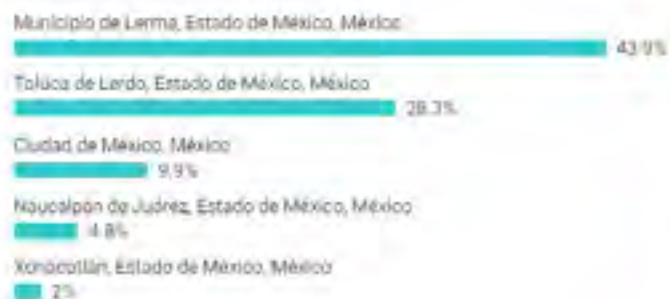 Municipio de Lerma, Estado de México, México
43.9%
Toluca de Lerdo, Estado de México, México
28.3%
Ciudad de México, México
9.9%
Naucalpan de Juárez, Estado de México, México
4.8%
Xonacatlán, Estado de México, México
2%